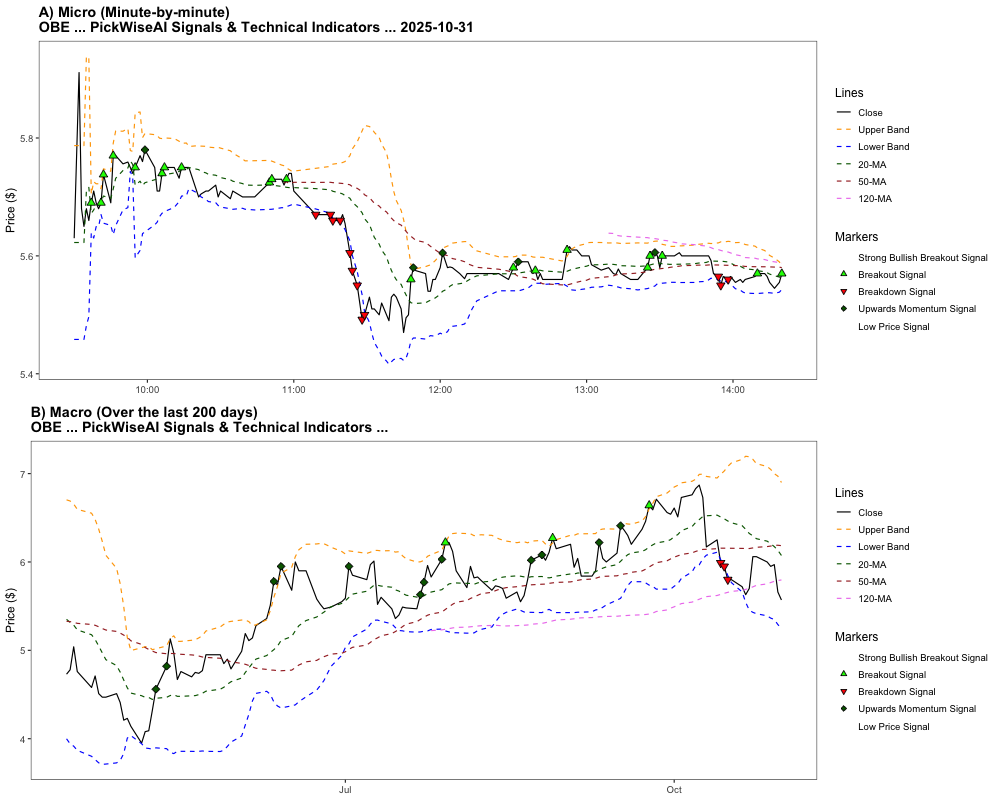 A) Micro (Minute-by-minute)
OBE ... PickWiseAI Signals & Technical Indicators ... 2025-10-31
Price ($)
5.8
5.6
5.4
10:00
11:00
12:00
13:00
14:00
Lines
Close
Upper Band
Lower Band
20-MA
50-MA
120-MA
Markers
Strong Bullish Breakout Signal
Breakout Signal
Breakdown Signal
Upwards Momentum Signal
Low Price Signal
B) Macro (Over the last 200 days)
OBE ... PickWiseAI Signals & Technical Indicators ...
Price ($)
7
6
5
4
Jul
Oct
Lines
Close
Upper Band
Lower Band
20-MA
50-MA
120-MA
Markers
Strong Bullish Breakout Signal
Breakout Signal
Breakdown Signal
Upwards Momentum Signal
Low Price Signal